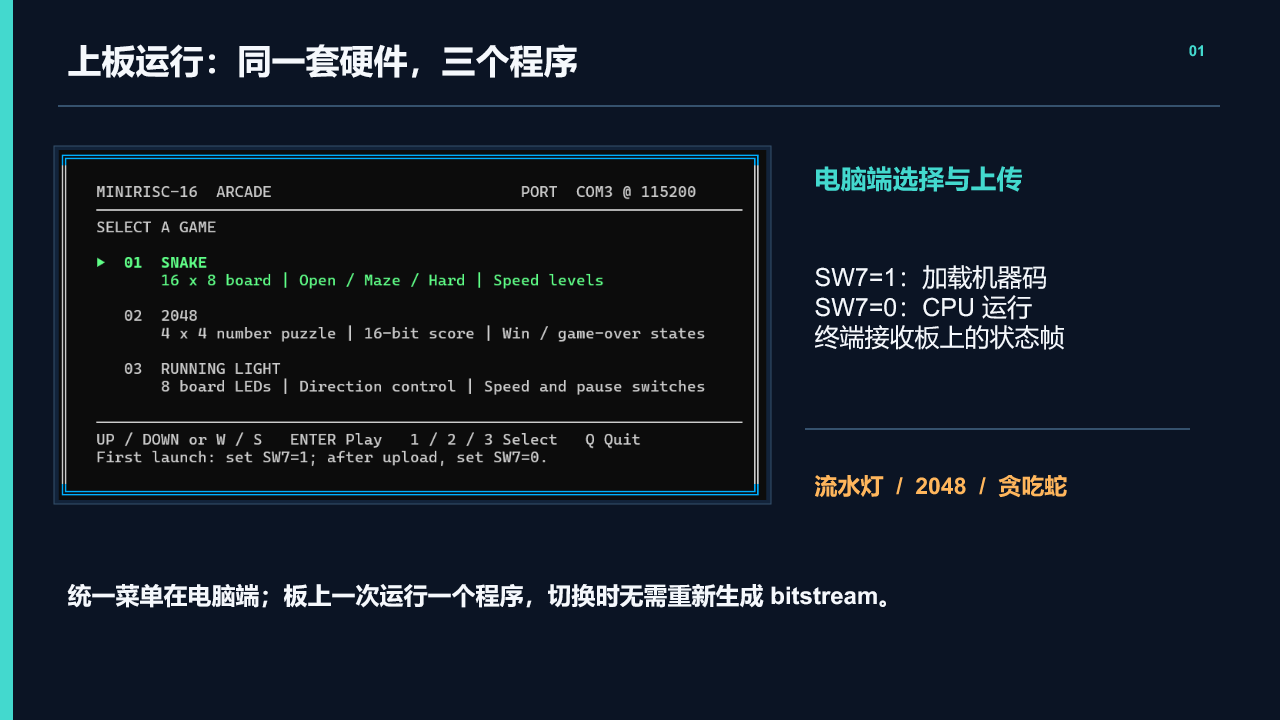 上板运行：同一套硬件，三个程序
01
MINIRISC-16 ARCADE PORT COM3 @ 115200
SELECT A GAME
▶ 01 SNAKE
16 x 8 board | Open / Maze / Hard | Speed levels
02 2048
4 x 4 number puzzle | 16-bit score | Win / game-over states
03 RUNNING LIGHT
8 board LEDs | Direction control | Speed and pause switches
UP / DOWN or W / S ENTER Play 1 / 2 / 3 Select Q Quit
First launch: set SW7=1; after upload, set SW7=0.
电脑端选择与上传
SW7=1：加载机器码
SW7=0：CPU 运行
终端接收板上的状态帧
流水灯 / 2048 / 贪吃蛇
统一菜单在电脑端；板上一次运行一个程序，切换时无需重新生成 bitstream。